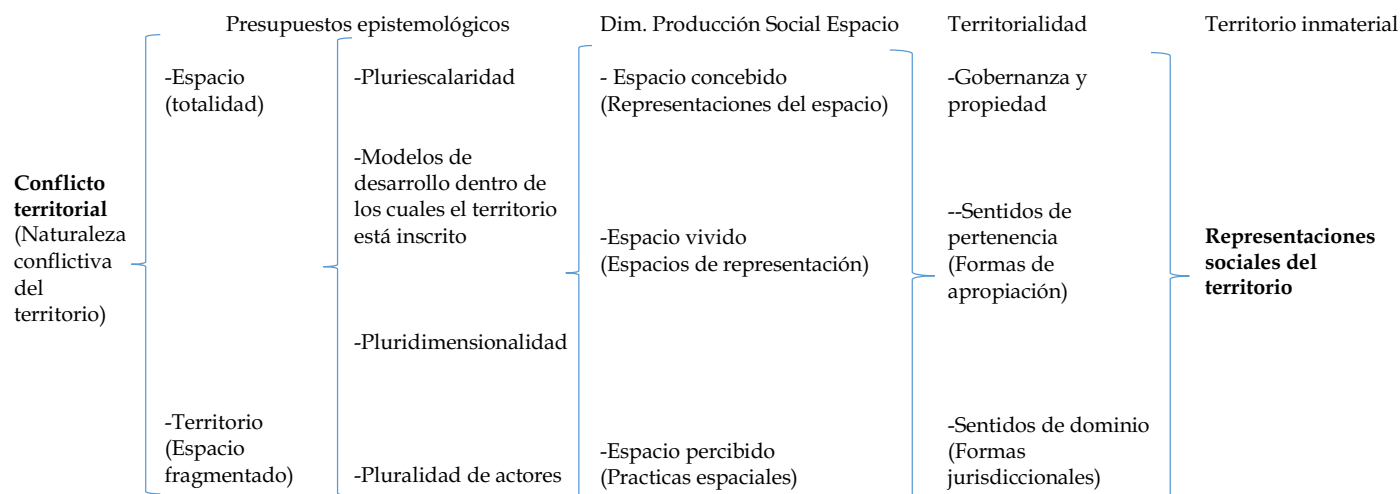 Presupuestos epistemológicos
Dim. Producción Social Espacio
Territorialidad
Territorio inmaterial
Conflicto
territorial
(Naturaleza
conflictiva
del
territorio)
-Espacio
(totalidad)
-Territorio
(Espacio
fragmentado)
-Pluriescalaridad
-Modelos de
desarrollo dentro de
los cuales el territorio
está inscrito
-Pluridimensionalidad
-Pluralidad de actores
- Espacio concebido
(Representaciones del espacio)
-Espacio vivido
(Espacios de representación)
-Espacio percibido
(Practicas espaciales)
-Gobernanza y
propiedad
--Sentidos de
pertenencia
(Formas de
apropiación)
-Sentidos de dominio
(Formas
jurisdiccionales)
Representaciones
sociales del
territorio